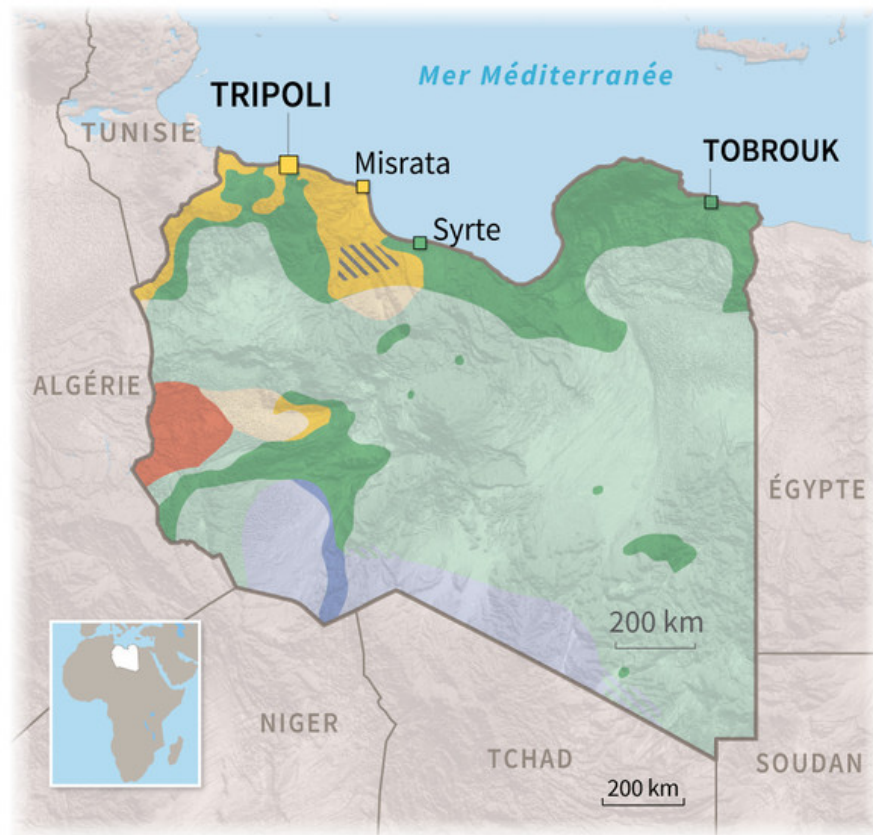 Mer Méditerranée
TRIPOLI
TUNISIE
Misrata
TOBROUK
Syrte
ALGÉRIE
ÉGYPTE
200 km
NIGER
TCHAD
SOUDAN
200 km